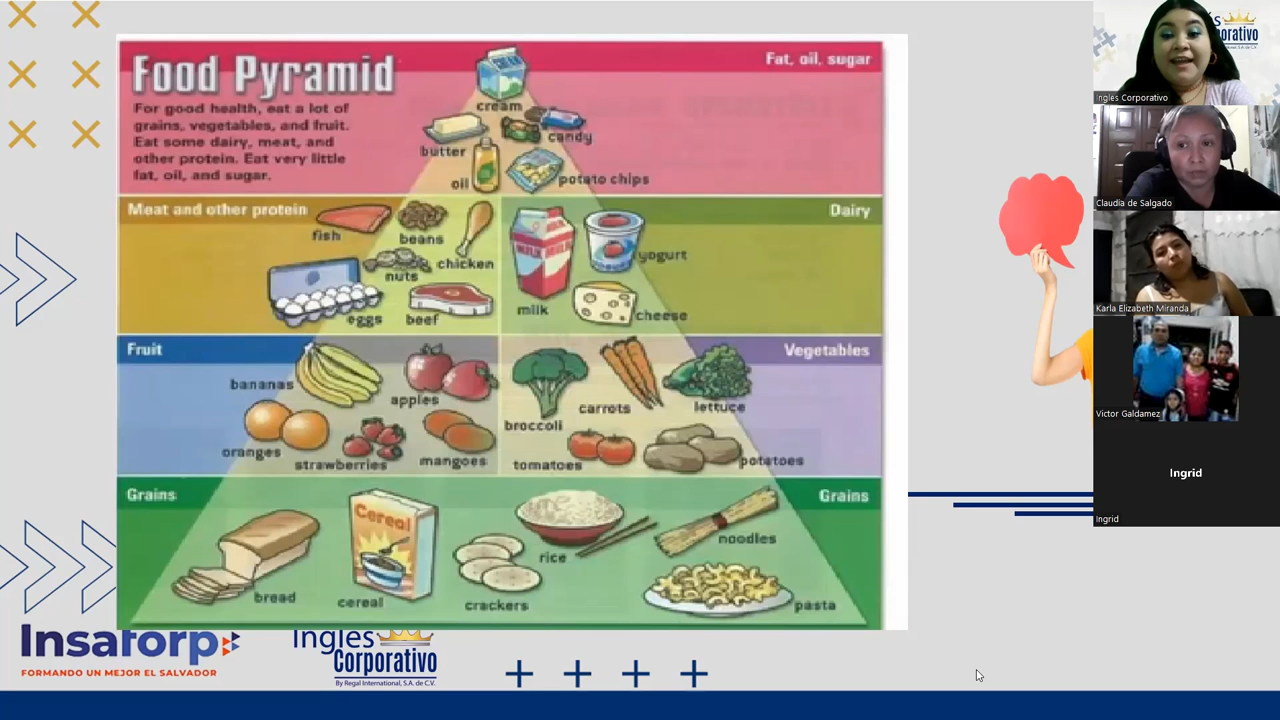 Food Pyramid
For good health, eat a lot of
grains, vegetables, and fruit.
Eat some dairy, meat, and
other protein. Eat very little
fat, oil, and sugar.
Fat, oil, sugar
cream
butter
candy
oil
potato chips
Meat and other protein
fish
beans
chicken
nuts
eggs
beef
Dairy
MILK
yogurt
milk
cheese
Fruit
bananas
apples
oranges
strawberries
mangoes
Vegetables
broccoli
carrots
lettuce
tomatoes
potatoes
Grains
Grains
Cereal
bread
cereal
crackers
rice
noodles
pasta
Insaforp
FORMANDO UN MEJOR EL SALVADOR
Inglés
Corporativo
By Regal International, S.A. de C.V.
Ingles Corporativo
Claudia de Salgado
Karla Elizabeth Miranda
Victor Galdamez
Ingrid
Ingrid